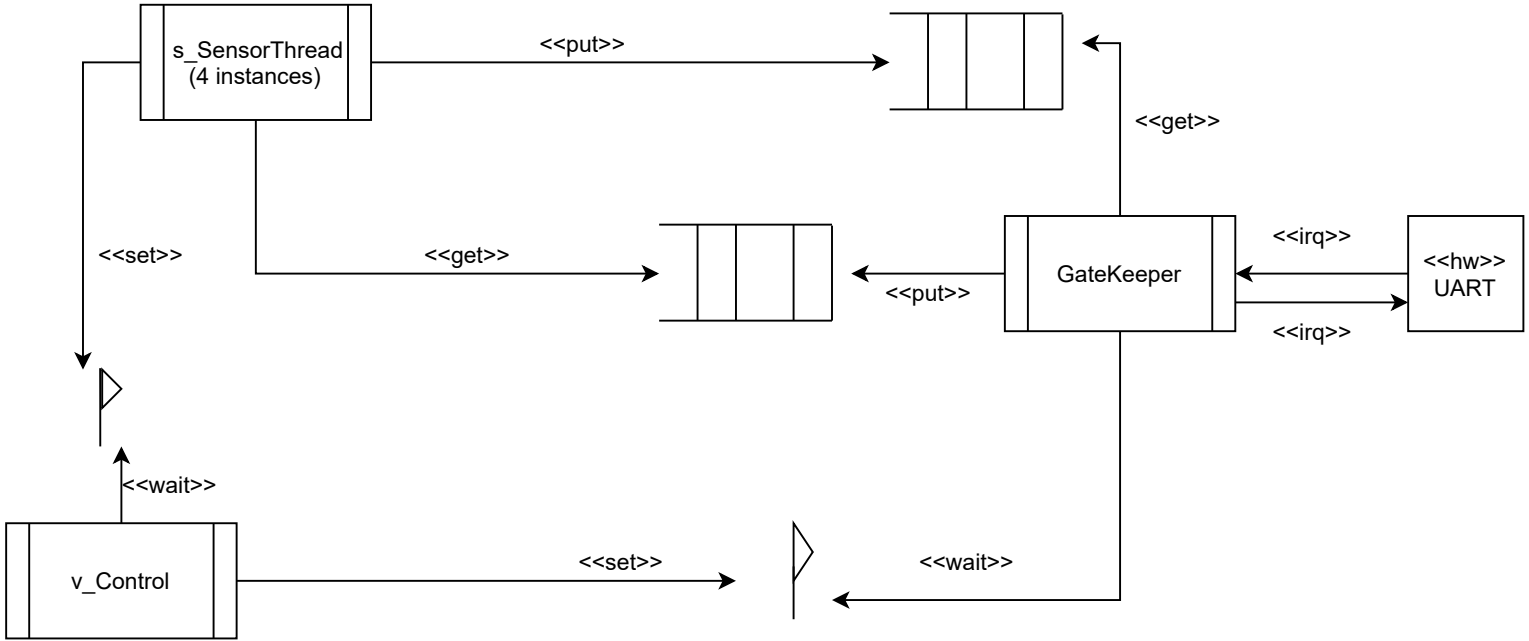 s_SensorThread
(4 instances)
<<put>>
<<get>>
<<set>>
<<get>>
<<put>>
GateKeeper
<<irq>>
<<irq>>
<<hw>>
UART
<<wait>>
v_Control
<<set>>
<<wait>>